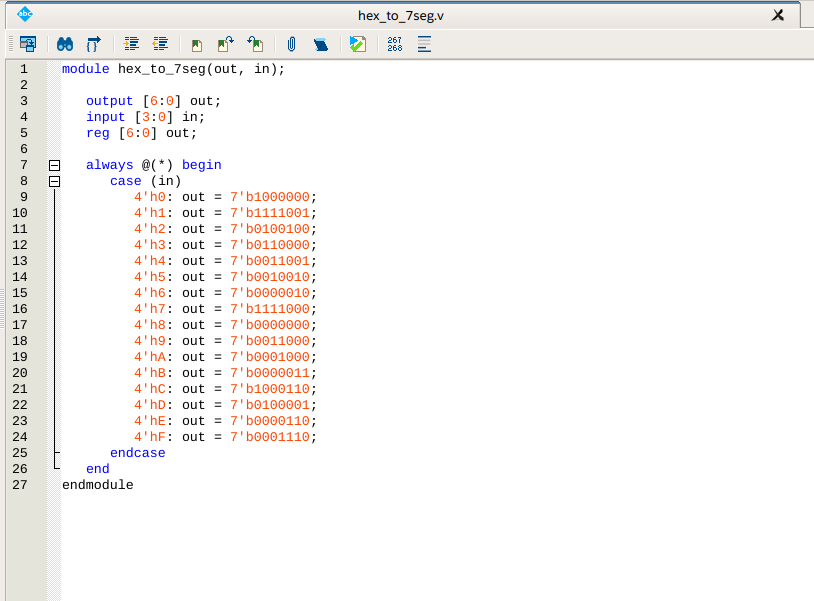 abc
hex_to_7seg.v
267
268
1 module hex_to_7seg(out, in);
2
3 output [6:0] out;
4 input [3:0] in;
5 reg [6:0] out;
6
7 always @(*) begin
8 case (in)
9 4'h0: out = 7'b1000000;
10 4'h1: out = 7'b1111001;
11 4'h2: out = 7'b0100100;
12 4'h3: out = 7'b0110000;
13 4'h4: out = 7'b0011001;
14 4'h5: out = 7'b0010010;
15 4'h6: out = 7'b0000010;
16 4'h7: out = 7'b1111000;
17 4'h8: out = 7'b0000000;
18 4'h9: out = 7'b0011000;
19 4'hA: out = 7'b0001000;
20 4'hB: out = 7'b0000011;
21 4'hC: out = 7'b1000110;
22 4'hD: out = 7'b0100001;
23 4'hE: out = 7'b0000110;
24 4'hF: out = 7'b0001110;
25 endcase
26 end
27 endmodule